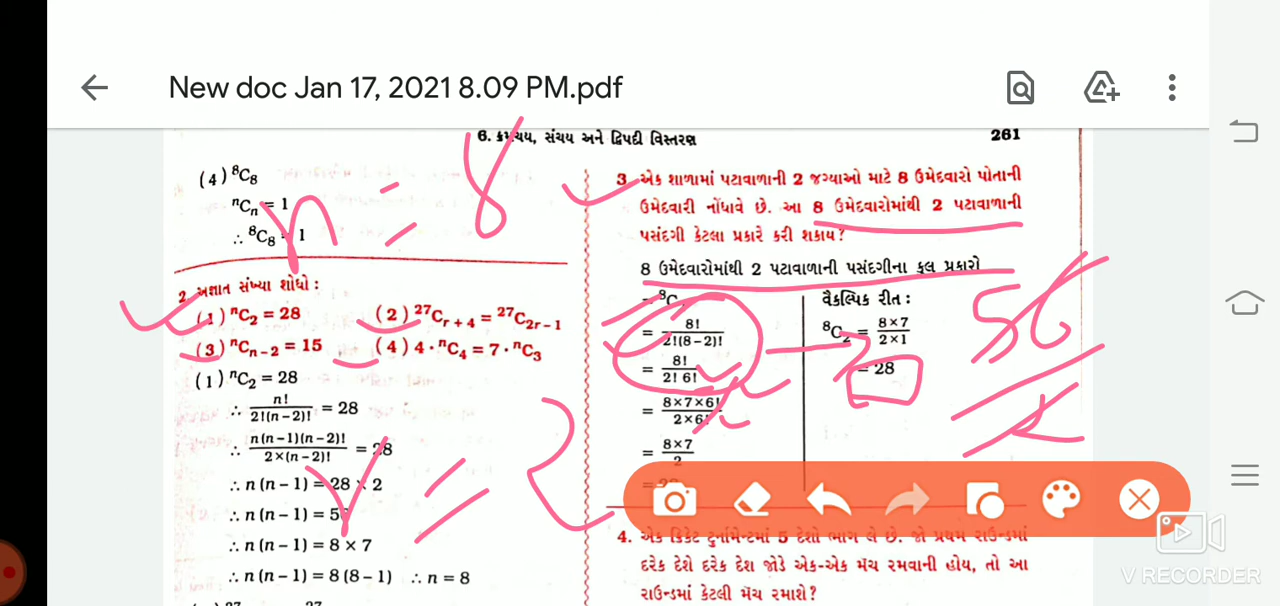 New doc Jan 17, 2021 8.09 PM.pdf
6. ક્રમચય, સંચય અને દ્વિપદી વિસ્તરણ
261
(4) ⁸C₈
ⁿCₙ = 1
∴ ⁸C₈ = 1
n = 8
2. અજ્ઞાત સંખ્યા શોધો :
(1) ⁿC₂ = 28 (2) ²⁷Cᵣ₊₄ = ²⁷C₂ᵣ₋₁
(3) ⁿCₙ₋₂ = 15 (4) 4·ⁿC₄ = 7·ⁿC₃
(1) ⁿC₂ = 28
∴ n!/2!(n−2)! = 28
∴ n(n−1)(n−2)!/2×(n−2)! = 28
∴ n (n − 1) = 28 × 2
∴ n (n − 1) = 56
∴ n (n − 1) = 8 × 7
∴ n (n − 1) = 8 (8 − 1) ∴ n = 8
r = 2
3. એક શાળામાં પટાવાળાની 2 જગ્યાઓ માટે 8 ઉમેદવારો પોતાની
ઉમેદવારી નોંધાવે છે. આ 8 ઉમેદવારોમાંથી 2 પટાવાળાની
પસંદગી કેટલા પ્રકારે કરી શકાય?
8 ઉમેદવારોમાંથી 2 પટાવાળાની પસંદગીના કુલ પ્રકારો
= ⁸C
= 8!/2!(8−2)!
= 8!/2! 6!
= 8×7×6!/2×6!
= 8×7/2
વૈકલ્પિક રીત :
⁸C₂ = 8×7/2×1
= 28
56
2
4. એક ક્રિકેટ ટુર્નામેન્ટમાં 5 દેશો ભાગ લે છે. જો પ્રથમ રાઉન્ડમાં
દરેક દેશે દરેક દેશ જોડે એક-એક મૅચ રમવાની હોય, તો આ
રાઉન્ડમાં કેટલી મૅચ રમાશે?
V RECORDER